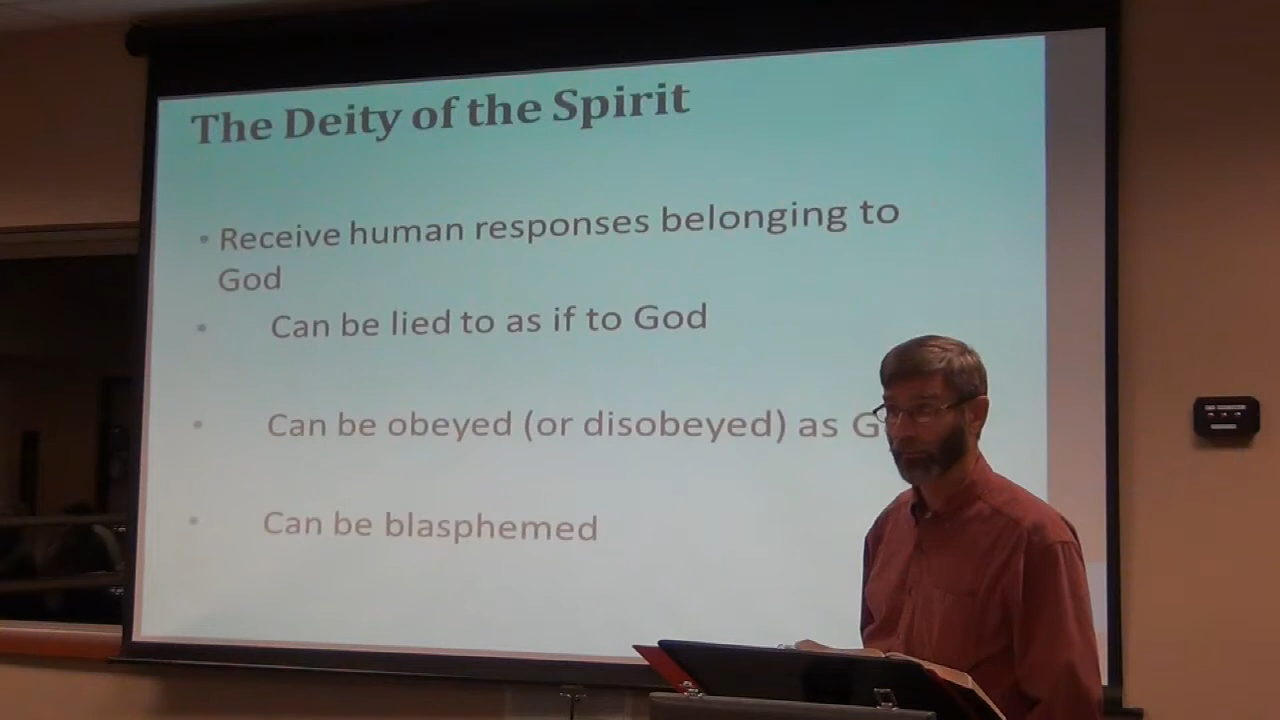 The Deity of the Spirit
• Receive human responses belonging to
God
• Can be lied to as if to God
• Can be obeyed (or disobeyed) as G
• Can be blasphemed